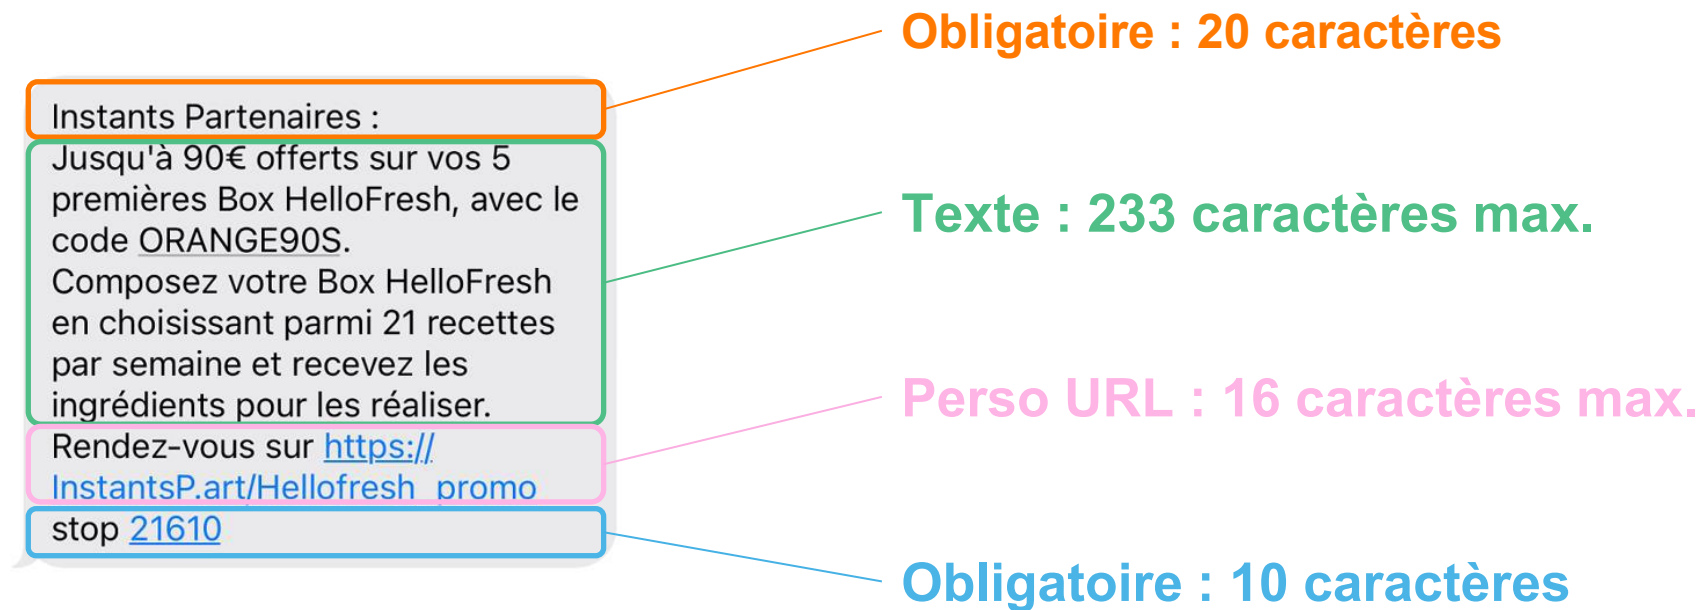 Obligatoire : 20 caractères
Instants Partenaires :
Jusqu'à 90€ offerts sur vos 5
premières Box HelloFresh, avec le
code ORANGE90S.
Composez votre Box HelloFresh
en choisissant parmi 21 recettes
par semaine et recevez les
ingrédients pour les réaliser.
Texte : 233 caractères max.
Rendez-vous sur https://
InstantsP.art/Hellofresh_promo
Perso URL : 16 caractères max.
stop 21610
Obligatoire : 10 caractères